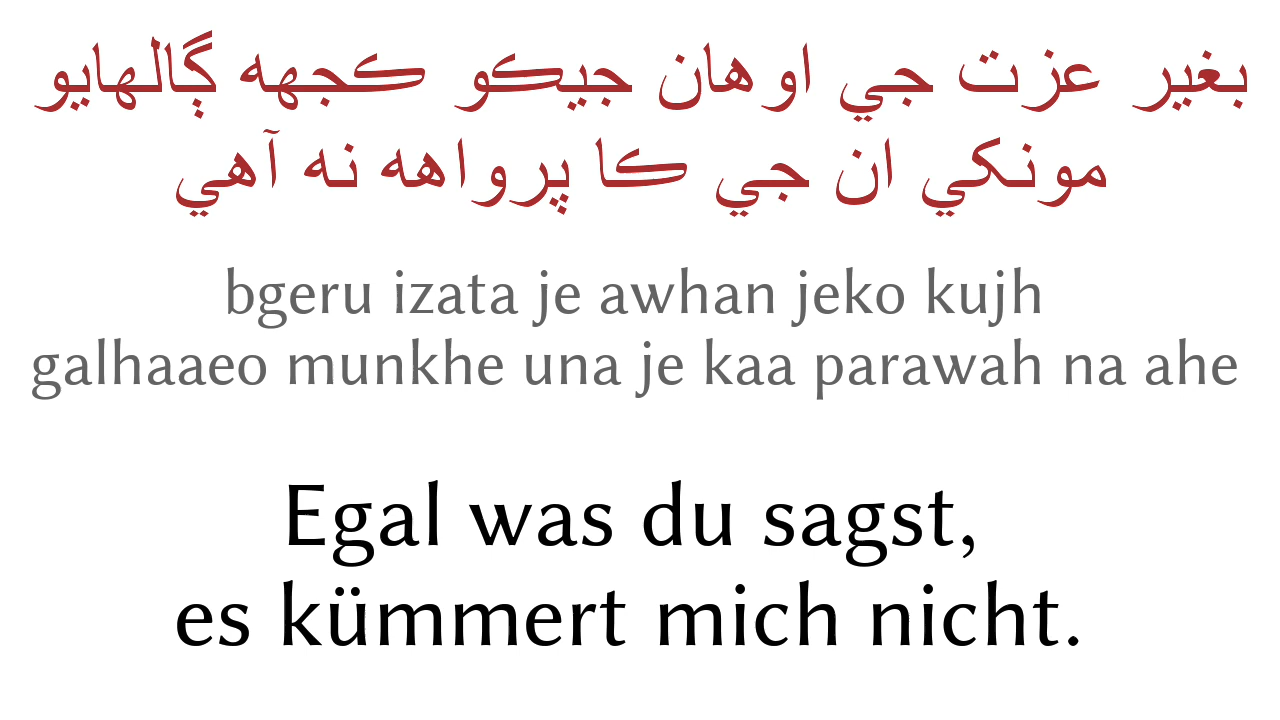 بغير عزت جي اوهان جيڪو ڪجهه ڳالهايو
مونکي ان جي ڪا پرواهه نه آهي
bgeru izata je awhan jeko kujh
galhaaeo munkhe una je kaa parawah na ahe
Egal was du sagst,
es kümmert mich nicht.